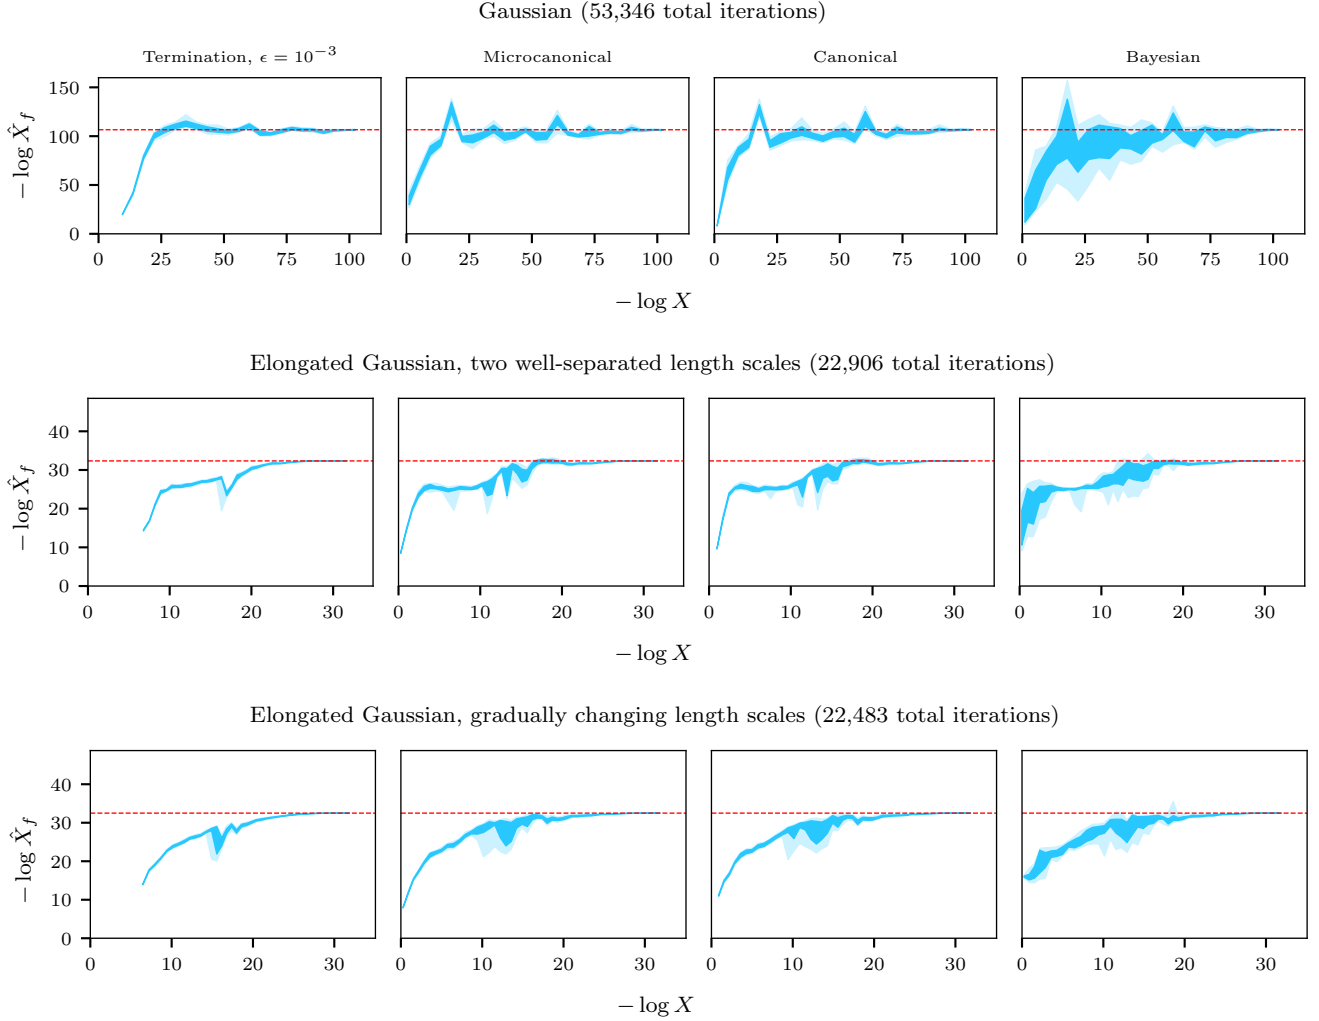 Gaussian (53,346 total iterations)
Termination, ϵ = 10⁻³
Microcanonical
Canonical
Bayesian
− log X̂_f
150
100
50
0
0 25 50 75 100
0 25 50 75 100
0 25 50 75 100
0 25 50 75 100
− log X
Elongated Gaussian, two well-separated length scales (22,906 total iterations)
− log X̂_f
40
30
20
10
0
0 10 20 30
0 10 20 30
0 10 20 30
0 10 20 30
− log X
Elongated Gaussian, gradually changing length scales (22,483 total iterations)
− log X̂_f
40
30
20
10
0
0 10 20 30
0 10 20 30
0 10 20 30
0 10 20 30
− log X